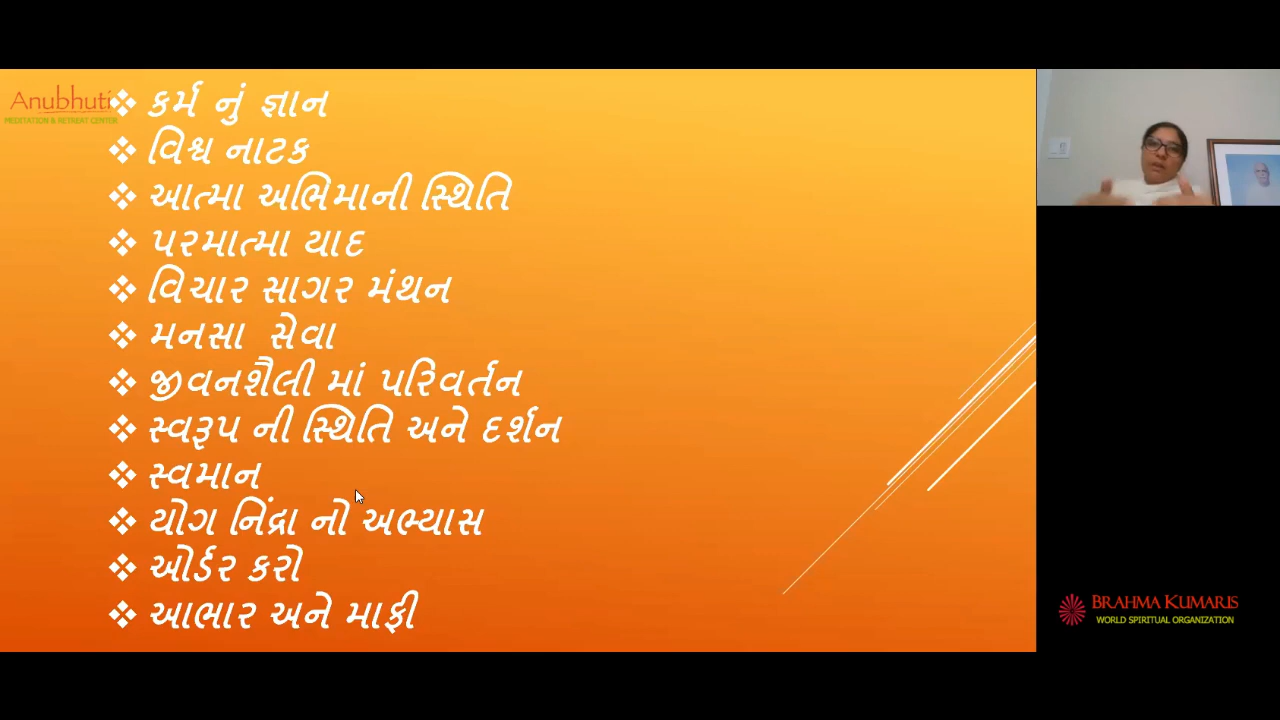 Anubhuti
MEDITATION & RETREAT CENTER
કર્મ નું જ્ઞાન
વિશ્વ નાટક
આત્મા અભિમાની સ્થિતિ
પરમાત્મા યાદ
વિચાર સાગર મંથન
મનસા સેવા
જીવનશૈલી માં પરિવર્તન
સ્વરૂપ ની સ્થિતિ અને દર્શન
સ્વમાન
યોગ નિંદ્રા નો અભ્યાસ
ઓર્ડર કરો
આભાર અને માફી
BRAHMA KUMARIS
WORLD SPIRITUAL ORGANIZATION